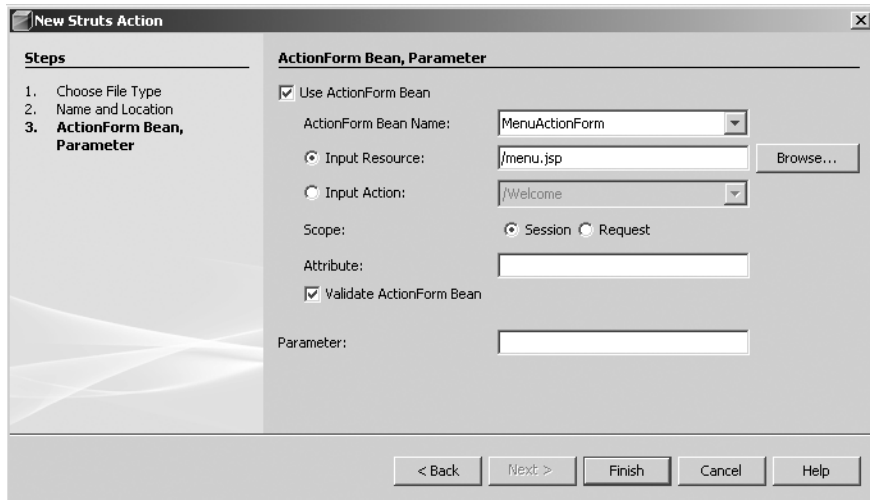 New Struts Action
Steps
1. Choose File Type
2. Name and Location
3. ActionForm Bean,
Parameter
ActionForm Bean, Parameter
Use ActionForm Bean
ActionForm Bean Name: MenuActionForm
Input Resource: /menu.jsp Browse...
Input Action: /Welcome
Scope: Session Request
Attribute:
Validate ActionForm Bean
Parameter:
< Back Next > Finish Cancel Help